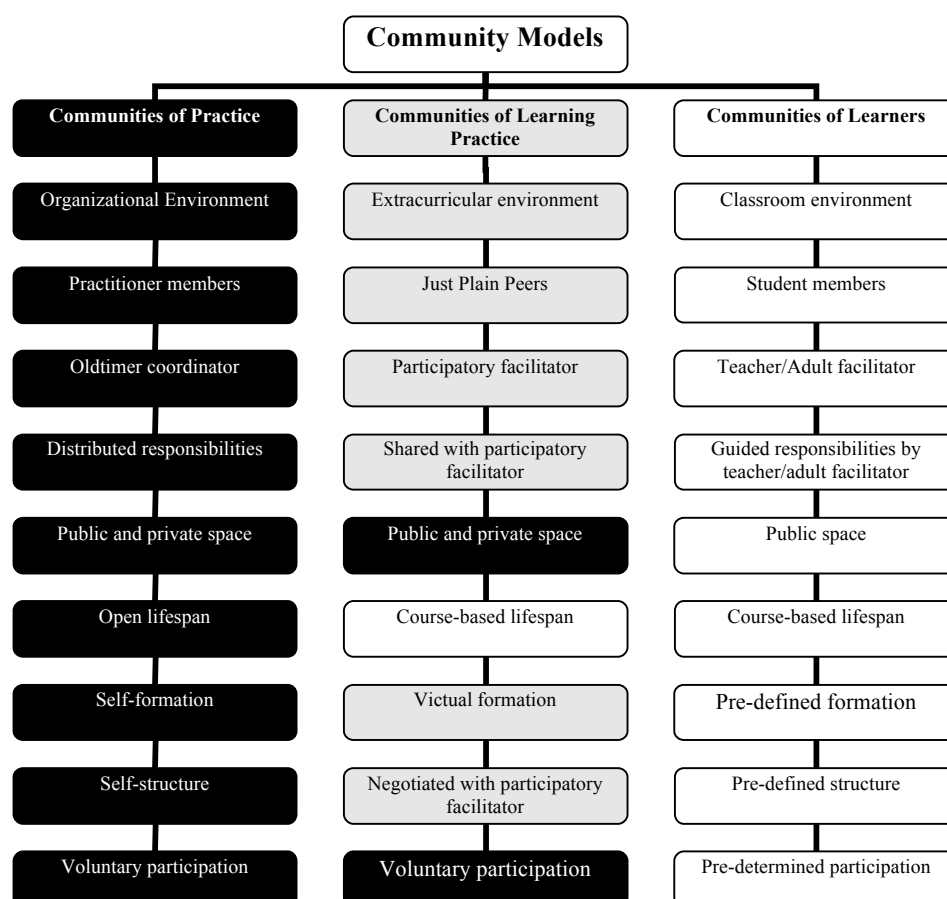 Community Models
Communities of Practice
Communities of Learning
Practice
Communities of Learners
Organizational Environment
Extracurricular environment
Classroom environment
Practitioner members
Just Plain Peers
Student members
Oldtimer coordinator
Participatory facilitator
Teacher/Adult facilitator
Distributed responsibilities
Shared with participatory
facilitator
Guided responsibilities by
teacher/adult facilitator
Public and private space
Public and private space
Public space
Open lifespan
Course-based lifespan
Course-based lifespan
Self-formation
Victual formation
Pre-defined formation
Self-structure
Negotiated with participatory
facilitator
Pre-defined structure
Voluntary participation
Voluntary participation
Pre-determined participation